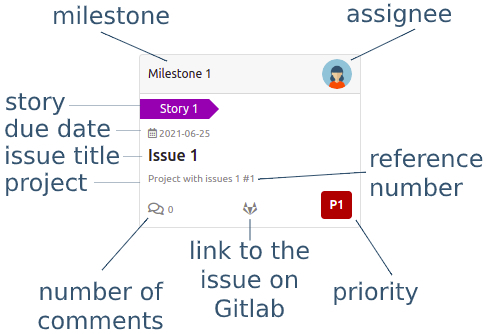 milestone
assignee
Milestone 1
story
Story 1
due date
2021-06-25
issue title
Issue 1
project
Project with issues 1 #1
reference
number
0
P1
link to the
issue on
Gitlab
number of
comments
priority